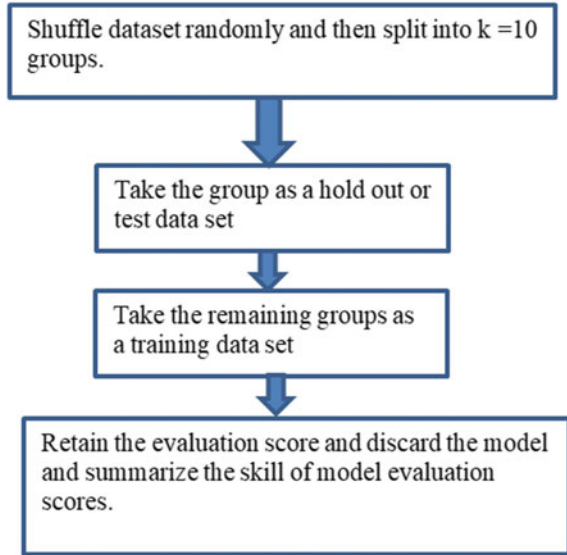 Shuffle dataset randomly and then split into k =10
groups.
Take the group as a hold out or
test data set
Take the remaining groups as
a training data set
Retain the evaluation score and discard the model
and summarize the skill of model evaluation
scores.